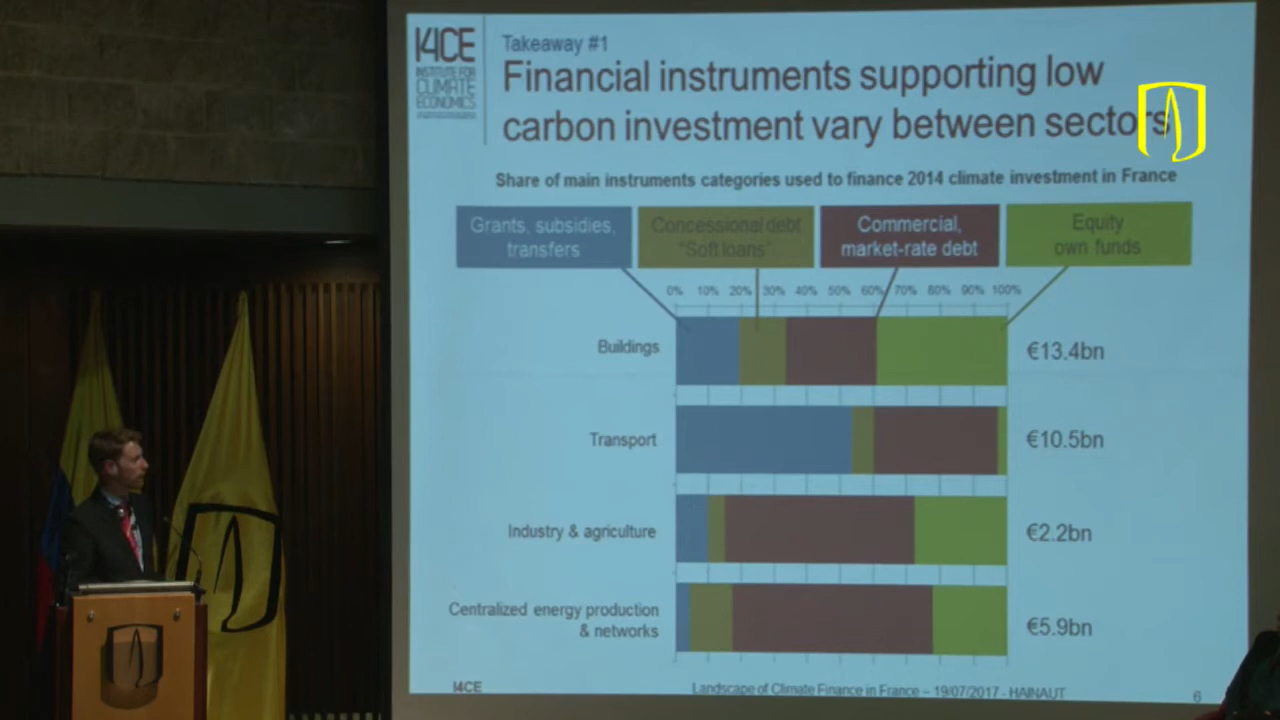 I4CE
INSTITUTE FOR
CLIMATE
ECONOMICS
Takeaway #1
Financial instruments supporting low
carbon investment vary between sectors
Share of main instruments categories used to finance 2014 climate investment in France
Grants, subsidies,
transfers
Concessional debt
"Soft loans"
Commercial,
market-rate debt
Equity
own funds
0% 10% 20% 30% 40% 50% 60% 70% 80% 90% 100%
Buildings
€13.4bn
Transport
€10.5bn
Industry & agriculture
€2.2bn
Centralized energy production
& networks
€5.9bn
I4CE
Landscape of Climate Finance in France – 19/07/2017 - HAINAUT
6